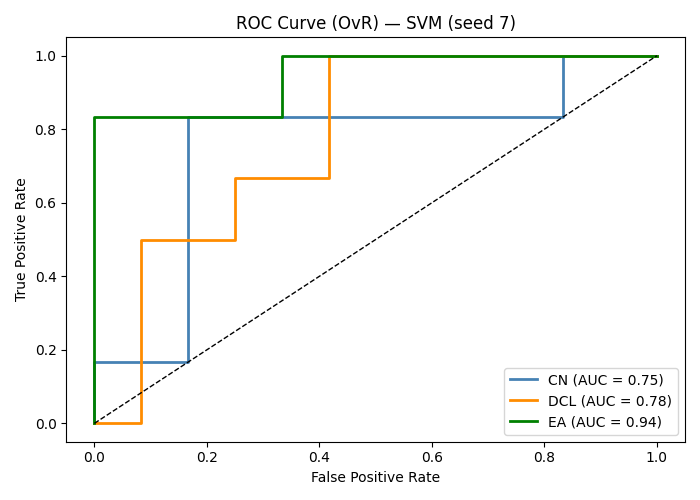 ROC Curve (OvR) — SVM (seed 7)
True Positive Rate
1.0
0.8
0.6
0.4
0.2
0.0
CN (AUC = 0.75)
DCL (AUC = 0.78)
EA (AUC = 0.94)
0.0 0.2 0.4 0.6 0.8 1.0
False Positive Rate